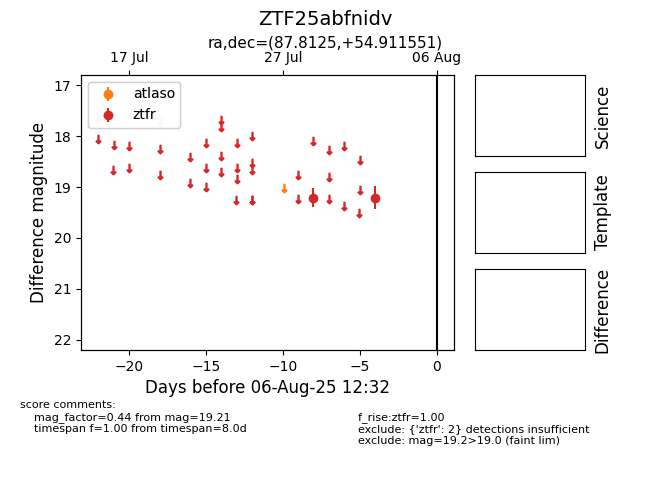 ZTF25abfnidv
ra,dec=(87.8125,+54.911551)
17 Jul 27 Jul 06 Aug
17
18
19
20
21
22
Difference magnitude
atlaso
ztfr
−20 −15 −10 −5 0
Days before 06-Aug-25 12:32
Science
Template
Difference
score comments:
mag_factor=0.44 from mag=19.21
timespan f=1.00 from timespan=8.0d
f_rise:ztfr=1.00
exclude: {'ztfr': 2} detections insufficient
exclude: mag=19.2>19.0 (faint lim)